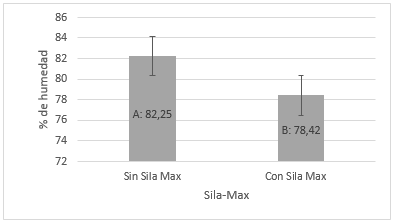 86
84
82
80
78
76
74
72
% de humedad
A: 82,25
B: 78,42
Sin Sila Max
Con Sila Max
Sila-Max